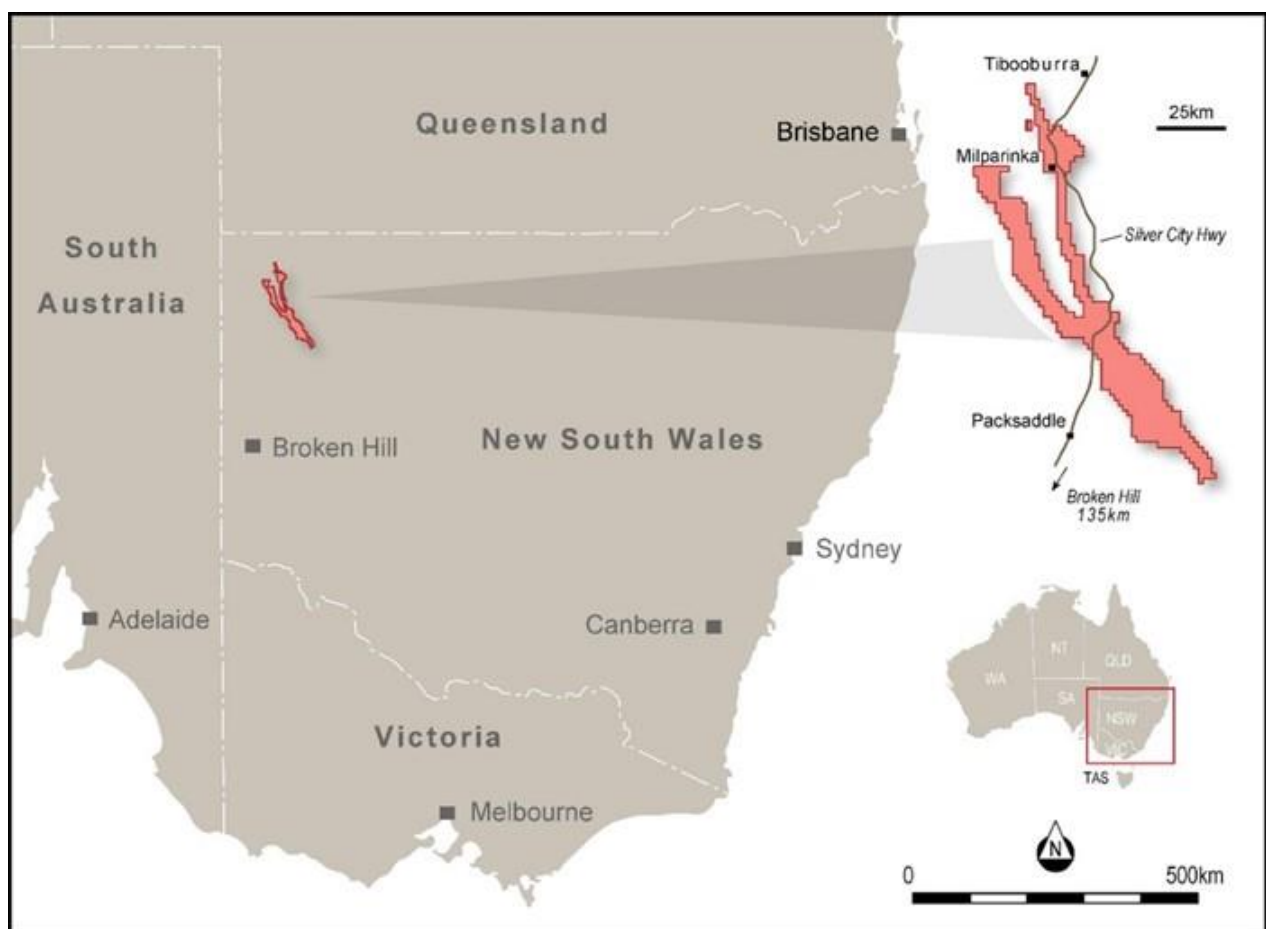 Queensland
Brisbane
South
Australia
Broken Hill
New South Wales
Sydney
Adelaide
Canberra
Victoria
Melbourne
Tibooburra
25km
Milparinka
Silver City Hwy
Packsaddle
Broken Hill
135km
NT
QLD
WA
SA
NSW
VIC
TAS
N
0 500km